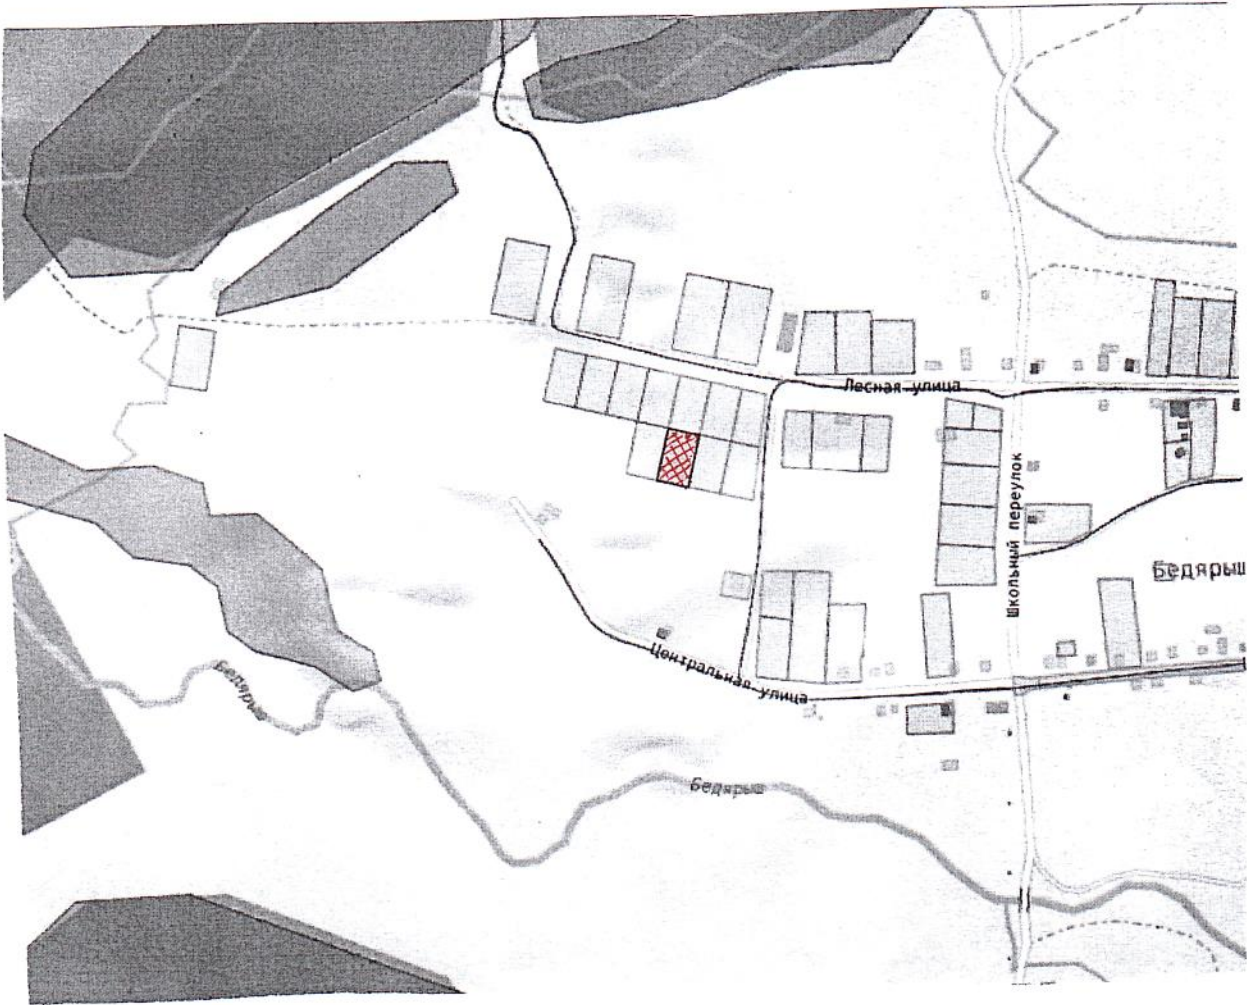 Лесная улица
Школьный переулок
Бедярыш
Центральная улица
Бедярыш
Бедярыш